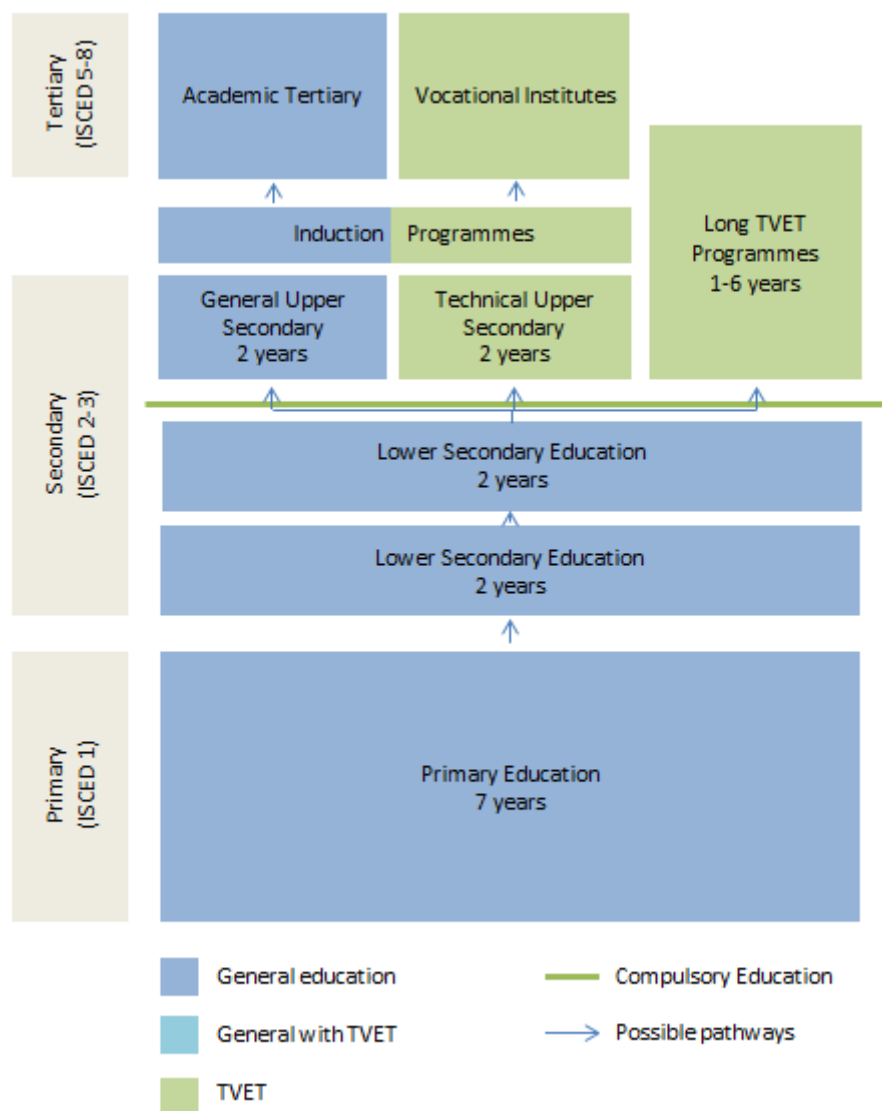 Tertiary
(ISCED 5-8)
Academic Tertiary
Vocational Institutes
Induction Programmes
Long TVET
Programmes
1-6 years
Secondary
(ISCED 2-3)
General Upper
Secondary
2 years
Technical Upper
Secondary
2 years
Lower Secondary Education
2 years
Lower Secondary Education
2 years
Primary
(ISCED 1)
Primary Education
7 years
General education
Compulsory Education
General with TVET
Possible pathways
TVET